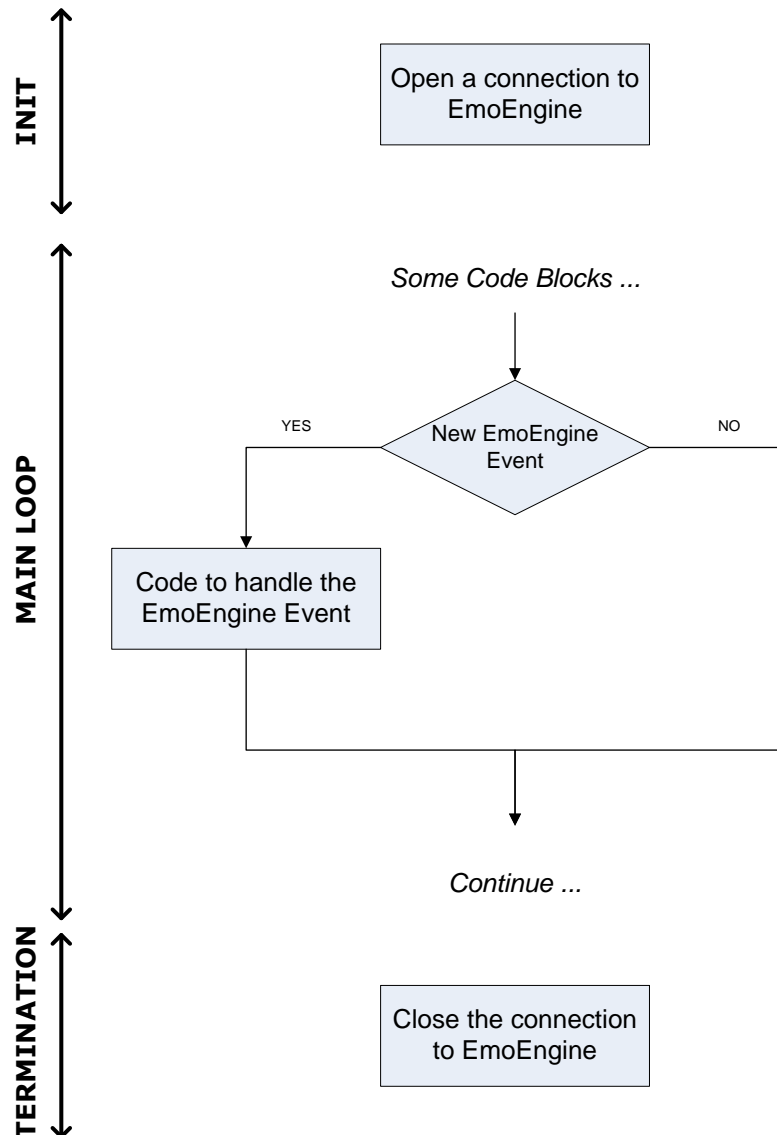 INIT
Open a connection to
EmoEngine
MAIN LOOP
Some Code Blocks ...
New EmoEngine
Event
YES
NO
Code to handle the
EmoEngine Event
Continue ...
TERMINATION
Close the connection
to EmoEngine